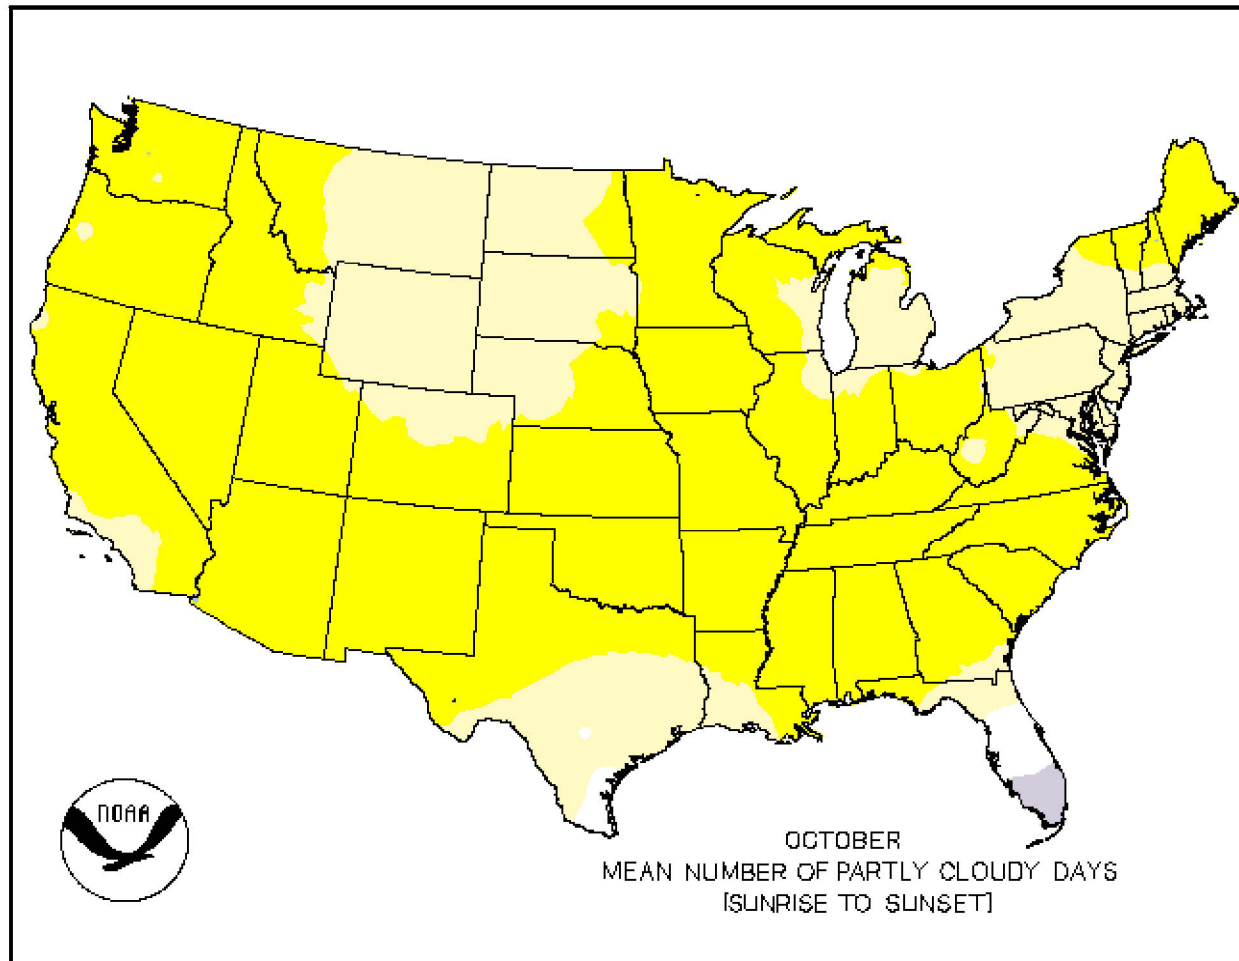 NOAA
OCTOBER
MEAN NUMBER OF PARTLY CLOUDY DAYS
[SUNRISE TO SUNSET]